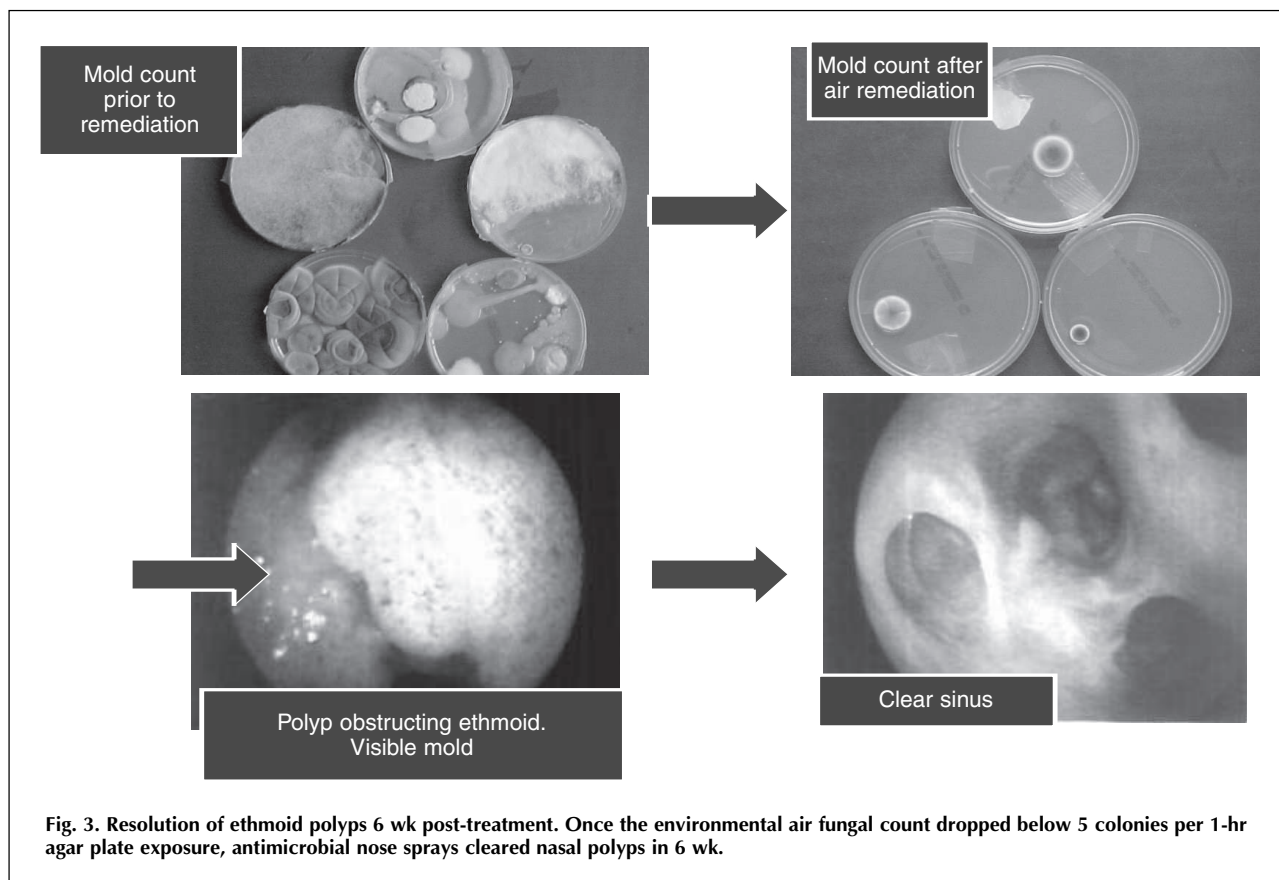 Mold count
prior to
remediation
Mold count after
air remediation
Polyp obstructing ethmoid.
Visible mold
Clear sinus
Fig. 3. Resolution of ethmoid polyps 6 wk post-treatment. Once the environmental air fungal count dropped below 5 colonies per 1-hr
agar plate exposure, antimicrobial nose sprays cleared nasal polyps in 6 wk.